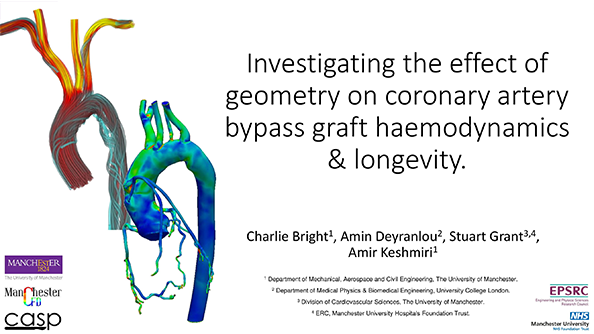 Investigating the effect of
geometry on coronary artery
bypass graft haemodynamics
& longevity.
Charlie Bright1, Amin Deyranlou2, Stuart Grant3,4,
Amir Keshmiri1
1 Department of Mechanical, Aerospace and Civil Engineering, The University of Manchester.
2 Department of Medical Physics & Biomedical Engineering, University College London.
3 Division of Cardiovascular Sciences, The University of Manchester.
4 ERC, Manchester University Hospital's Foundation Trust.
MANCHESTER
1824
The University of Manchester
Manchester
CFD
casp
EPSRC
Engineering and Physical Sciences
Research Council
NHS
Manchester University
NHS Foundation Trust